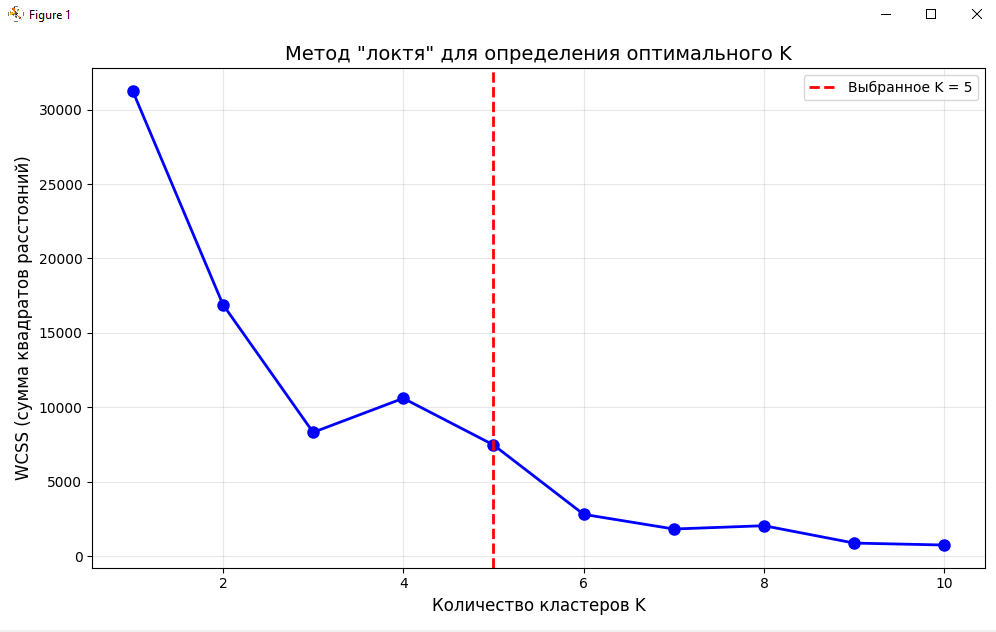 Figure 1
Метод "локтя" для определения оптимального K
Выбранное K = 5
WCSS (сумма квадратов расстояний)
30000
25000
20000
15000
10000
5000
0
2 4 6 8 10
Количество кластеров K